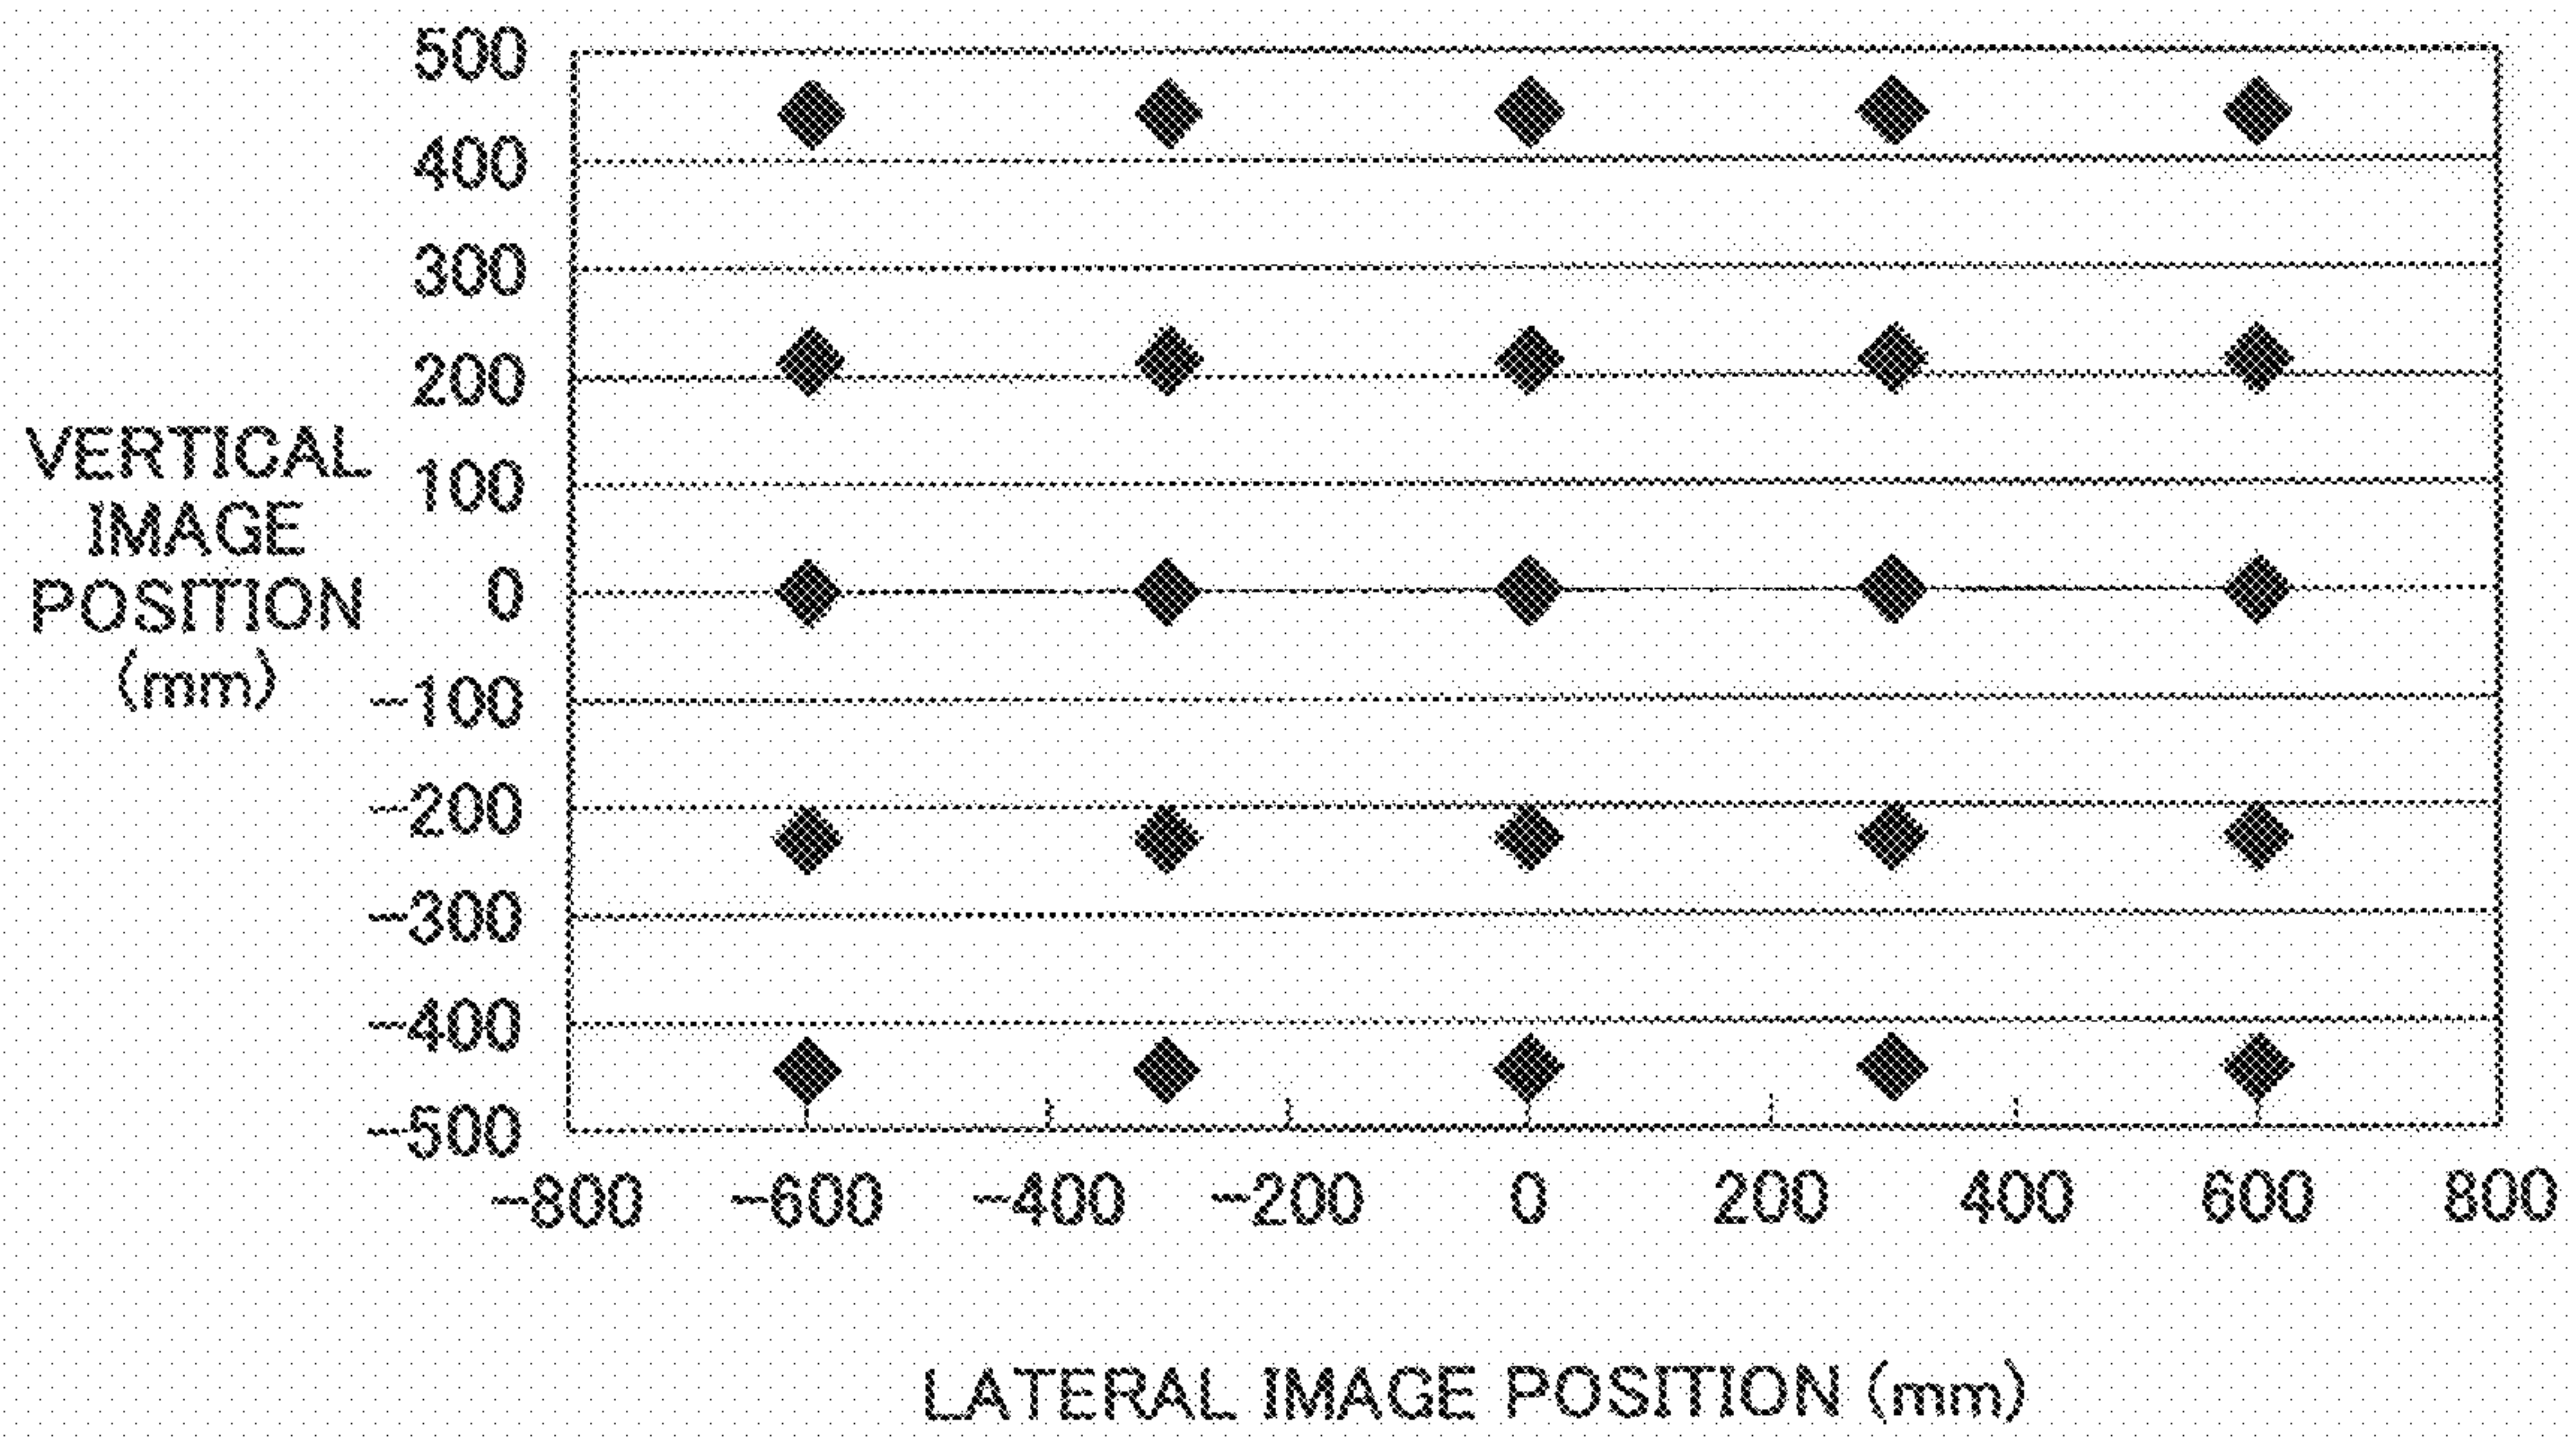 500
400
300
200
100
0
−100
−200
−300
−400
−500
VERTICAL
IMAGE
POSITION
(mm)
−800 −600 −400 −200 0 200 400 600 800
LATERAL IMAGE POSITION (mm)